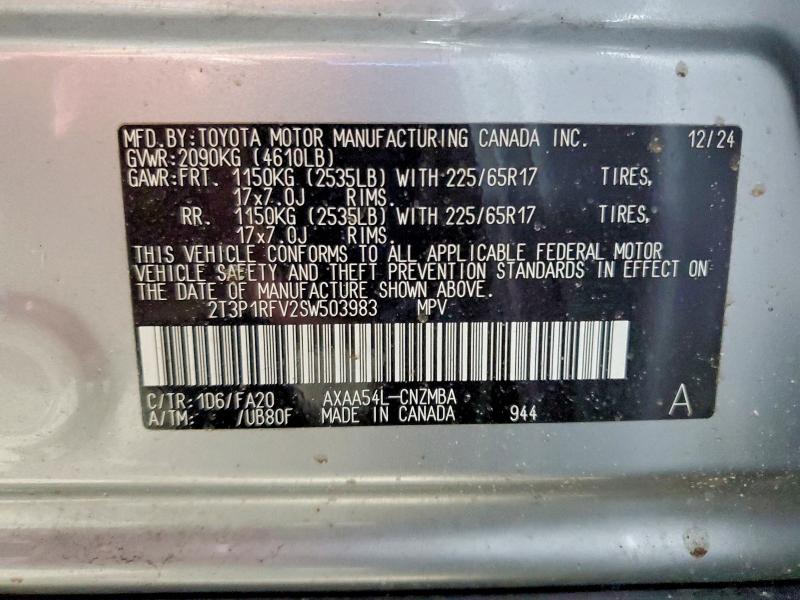 MFD.BY:TOYOTA MOTOR MANUFACTURING CANADA INC. 12/24
GVWR:2090KG (4610LB)
GAWR:FRT. 1150KG (2535LB) WITH 225/65R17 TIRES,
17x7.0J RIMS.
RR. 1150KG (2535LB) WITH 225/65R17 TIRES,
17x7.0J RIMS.
THIS VEHICLE CONFORMS TO ALL APPLICABLE FEDERAL MOTOR
VEHICLE SAFETY AND THEFT PREVENTION STANDARDS IN EFFECT ON
THE DATE OF MANUFACTURE SHOWN ABOVE.
2T3P1RFV2SW503983 MPV
C/TR:1D6/FA20 AXAA54L-CNZMBA
A/TM: /UB80F MADE IN CANADA 944 A